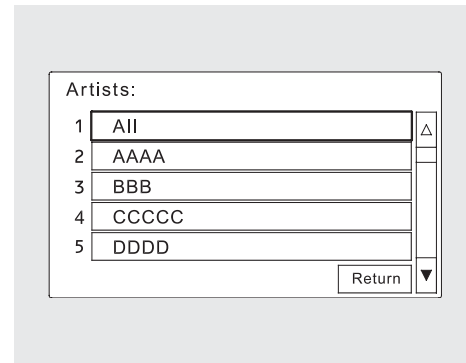 Artists:
1 All
2 AAAA
3 BBB
4 CCCCC
5 DDDD
Return